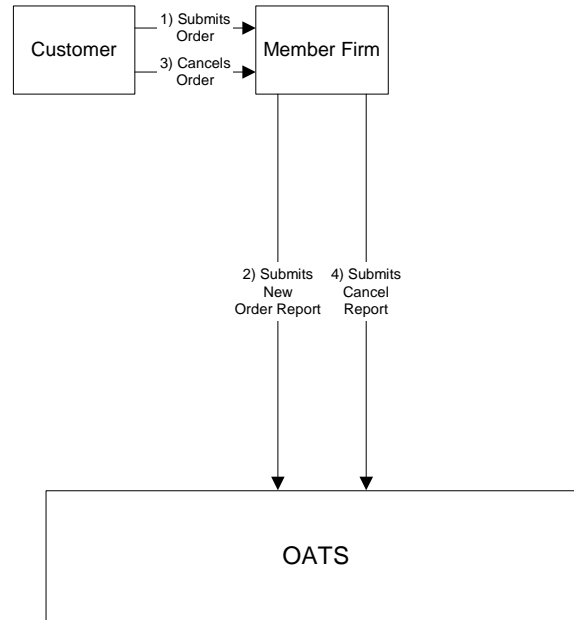 Customer
1) Submits
Order
3) Cancels
Order
Member Firm
2) Submits
New
Order Report
4) Submits
Cancel
Report
OATS